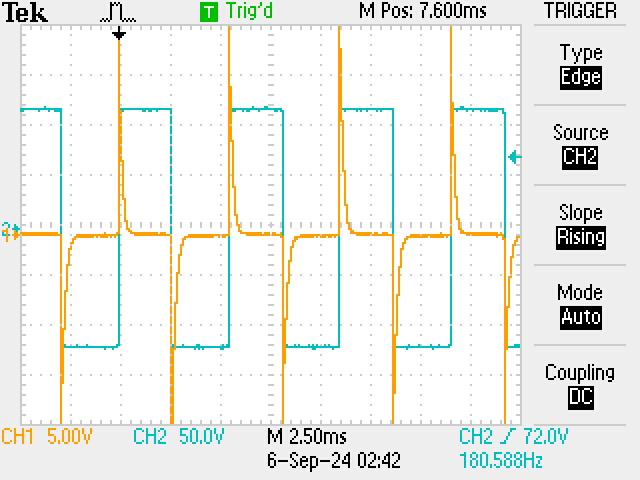 Tek
T Trig'd
M Pos: 7.600ms
TRIGGER
Type
Edge
Source
CH2
Slope
Rising
Mode
Auto
Coupling
DC
CH1 5.00V
CH2 50.0V
M 2.50ms
CH2 72.0V
6-Sep-24 02:42
180.588Hz